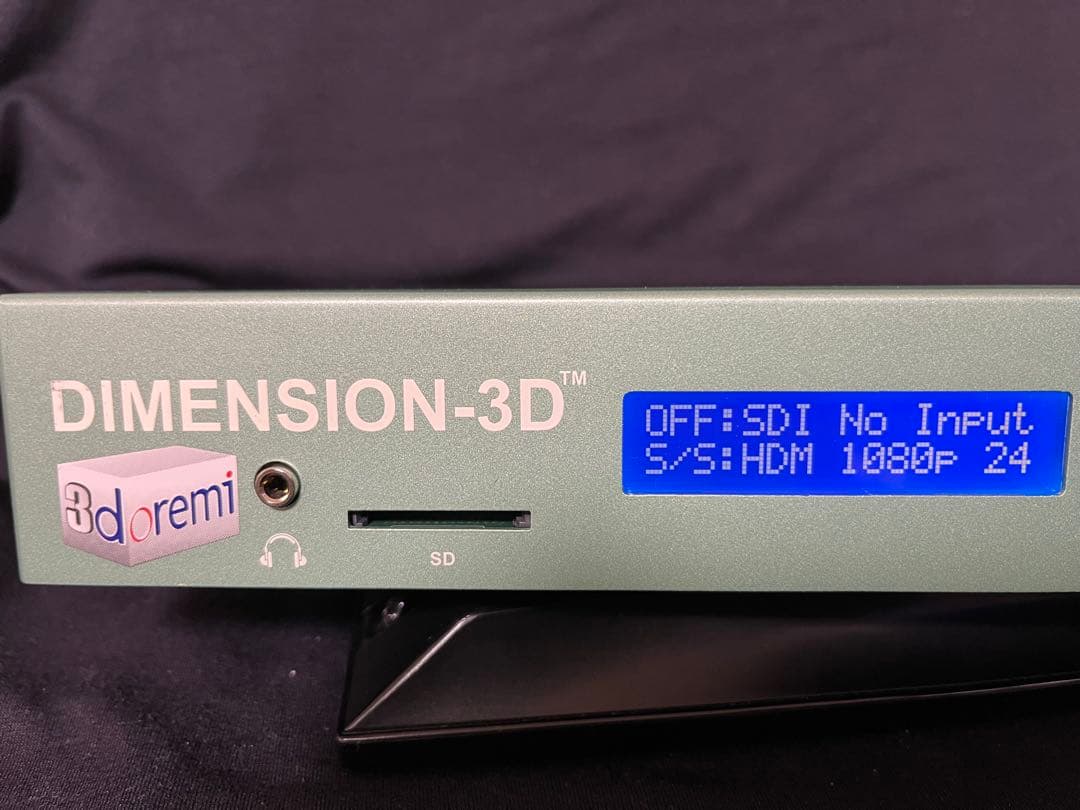 DIMENSION-3D™
3doremi
SD
OFF:SDI No Input
S/S:HDM 1080p 24